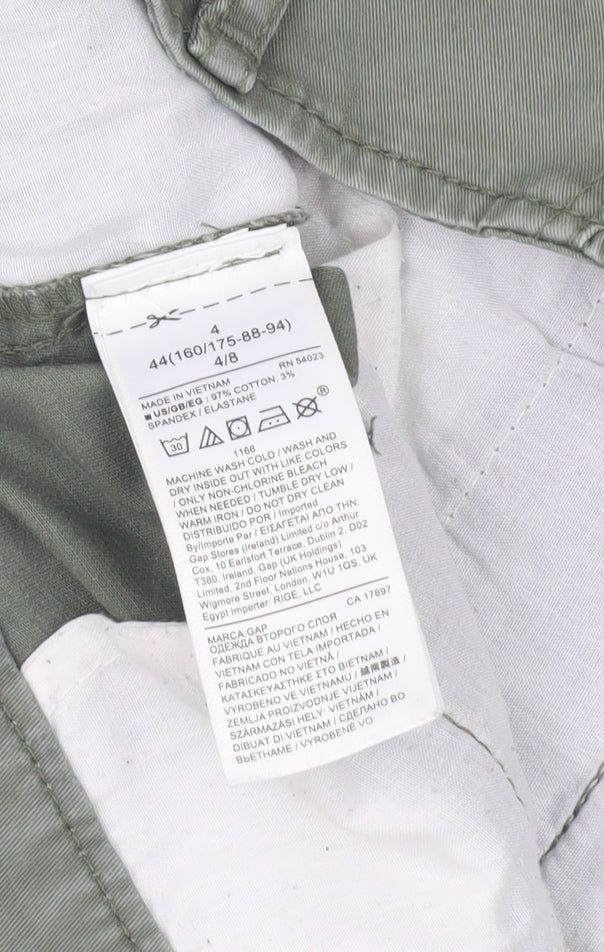 4
44(160/175-88-94)
4/8
MADE IN VIETNAM RN 54023
US/GB/EG : 97% COTTON. 3%
SPANDEX / ELASTANE
30 ®
1166
MACHINE WASH COLD / WASH AND
DRY INSIDE OUT WITH LIKE COLORS
/ ONLY NON-CHLORINE BLEACH
WHEN NEEDED / TUMBLE DRY LOW /
WARM IRON / DO NOT DRY CLEAN
DISTRIBUIDO POR / Imported
By/Importe Par / ΕΙΣΑΓΕΤΑΙ ΑΠΟ ΤΗΝ
Gap Stores (Ireland) Limited c/o Arthur
Cox, 10 Earlsfort Terrace, Dublin 2, D02
T380, Ireland, Gap (UK Holdings)
Limited, 2nd Floor Nations House, 103
Wigmore Street, London, W1U 1QS, UK
Egypt Importer: RIGE, LLC
CA 17897
MARCA GAP
ОДЕЖДА ВТОРОГО СЛОЯ
FABRIQUE AU VIETNAM / HECHO EN
VIETNAM CON TELA IMPORTADA /
FABRICADO NO VIETNÃ /
ΚΑΤΑΣΚΕΥΑΣΤΗΚΕ ΣΤΟ ΒΙΕΤΝΑΜ /
VYROBENO VE VIETNAMU / 越南製造 /
ZEMLJA PROIZVODNJE VIJETNAM /
SZÁRMAZÁSI HELY: VIETNÁM /
DIBUAT DI VIETNAM / СДЕЛАНО ВО
ВЬЕТНАМЕ / VYROBENÉ VO